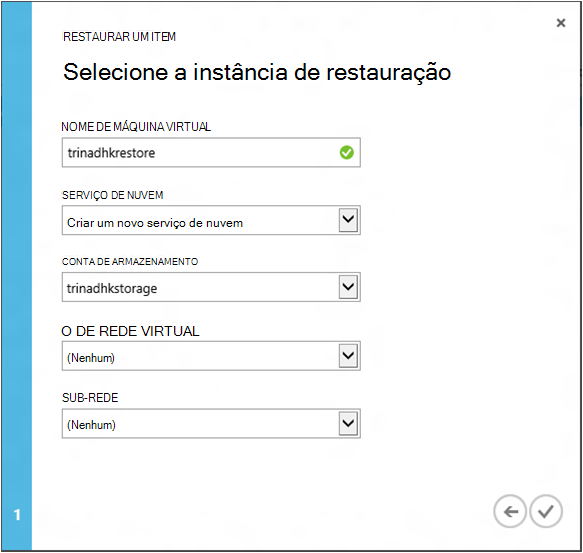 RESTAURAR UM ITEM
Selecione a instância de restauração
NOME DE MÁQUINA VIRTUAL
trinadhkrestore
SERVIÇO DE NUVEM
Criar um novo serviço de nuvem
CONTA DE ARMAZENAMENTO
trinadhkstorage
O DE REDE VIRTUAL
(Nenhum)
SUB-REDE
(Nenhum)
1